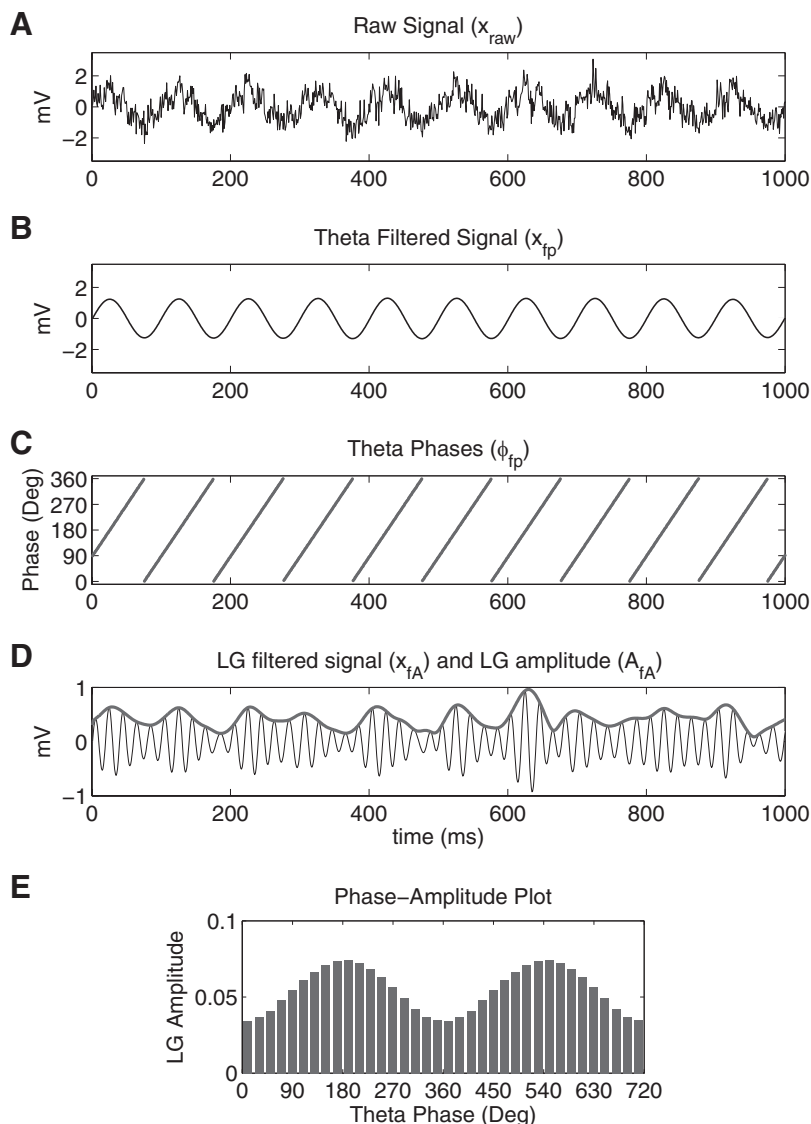 A
Raw Signal (x_raw)
mV
2
0
−2
0 200 400 600 800 1000
B
Theta Filtered Signal (x_fp)
mV
2
0
−2
0 200 400 600 800 1000
C
Theta Phases (ϕ_fp)
Phase (Deg)
360
270
180
90
0
0 200 400 600 800 1000
D
LG filtered signal (x_fA) and LG amplitude (A_fA)
mV
1
0
−1
0 200 400 600 800 1000
time (ms)
E
Phase−Amplitude Plot
LG Amplitude
0.1
0.05
0
0 90 180 270 360 450 540 630 720
Theta Phase (Deg)